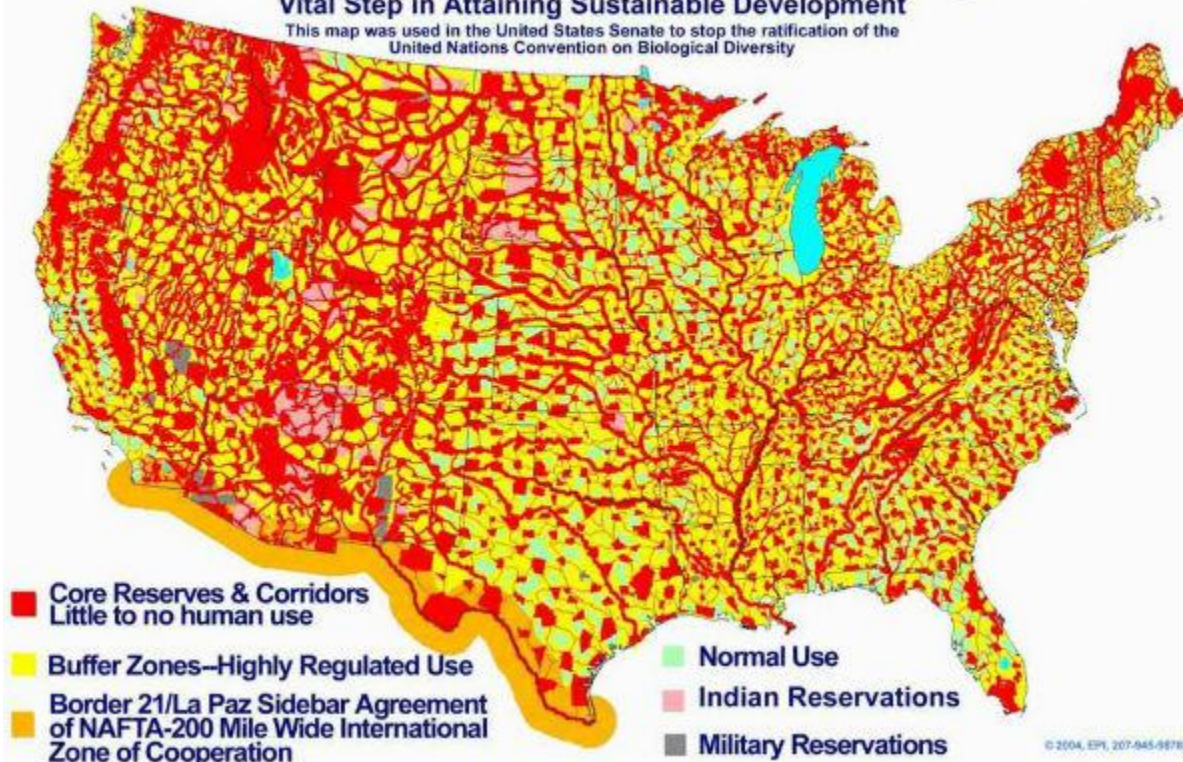 Vital Step in Attaining Sustainable Development
This map was used in the United States Senate to stop the ratification of the
United Nations Convention on Biological Diversity
Core Reserves & Corridors
Little to no human use
Buffer Zones--Highly Regulated Use
Border 21/La Paz Sidebar Agreement
of NAFTA-200 Mile Wide International
Zone of Cooperation
Normal Use
Indian Reservations
Military Reservations
© 2004, EPI, 207-945-9878